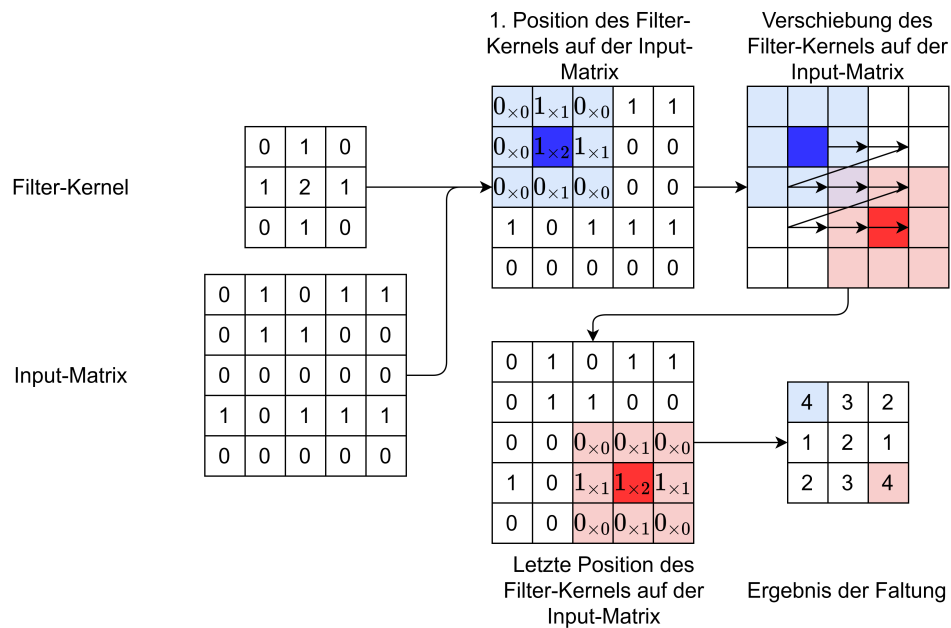 1. Position des Filter-
Kernels auf der Input-
Matrix
Verschiebung des
Filter-Kernels auf der
Input-Matrix
Filter-Kernel
0 1 0
1 2 1
0 1 0
Input-Matrix
0 1 0 1 1
0 1 1 0 0
0 0 0 0 0
1 0 1 1 1
0 0 0 0 0
0×0 1×1 0×0 1 1
0×0 1×2 1×1 0 0
0×0 0×1 0×0 0 0
1 0 1 1 1
0 0 0 0 0
0 1 0 1 1
0 1 1 0 0
0 0 0×0 0×1 0×0
1 0 1×1 1×2 1×1
0 0 0×0 0×1 0×0
Letzte Position des
Filter-Kernels auf der
Input-Matrix
4 3 2
1 2 1
2 3 4
Ergebnis der Faltung